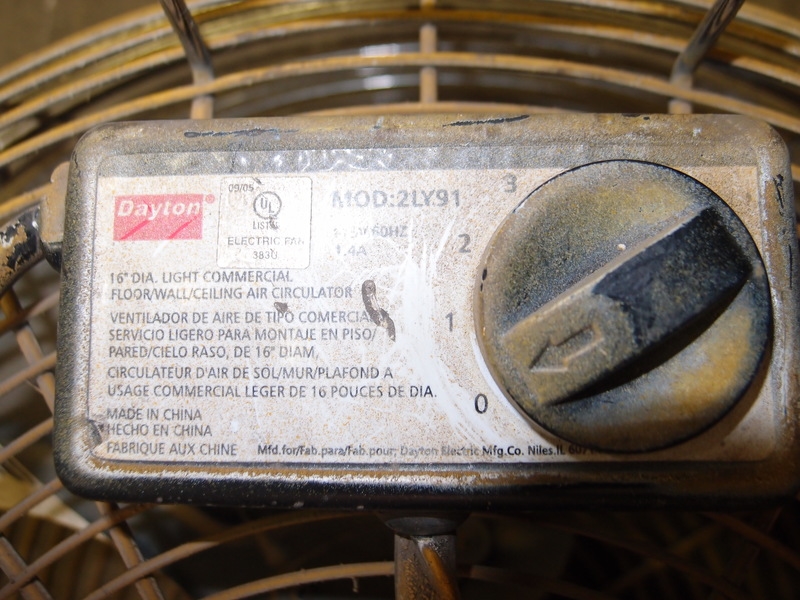 Dayton®
09/05
UL
LISTED
ELECTRIC FAN
383U
MOD:2LY91
60HZ
1.4A
16" DIA. LIGHT COMMERCIAL
FLOOR/WALL/CEILING AIR CIRCULATOR
VENTILADOR DE AIRE DE TIPO COMERCIAL
SERVICIO LIGERO PARA MONTAJE EN PISO/
PARED/CIELO RASO, DE 16" DIAM.
CIRCULATEUR D'AIR DE SOL/MUR/PLAFOND A
USAGE COMMERCIAL LEGER DE 16 POUCES DE DIA.
MADE IN CHINA
HECHO EN CHINA
FABRIQUE AUX CHINE
Mfd.for/Fab.para/Fab.pour: Dayton Electric Mfg.Co. Niles.IL
3
2
1
0